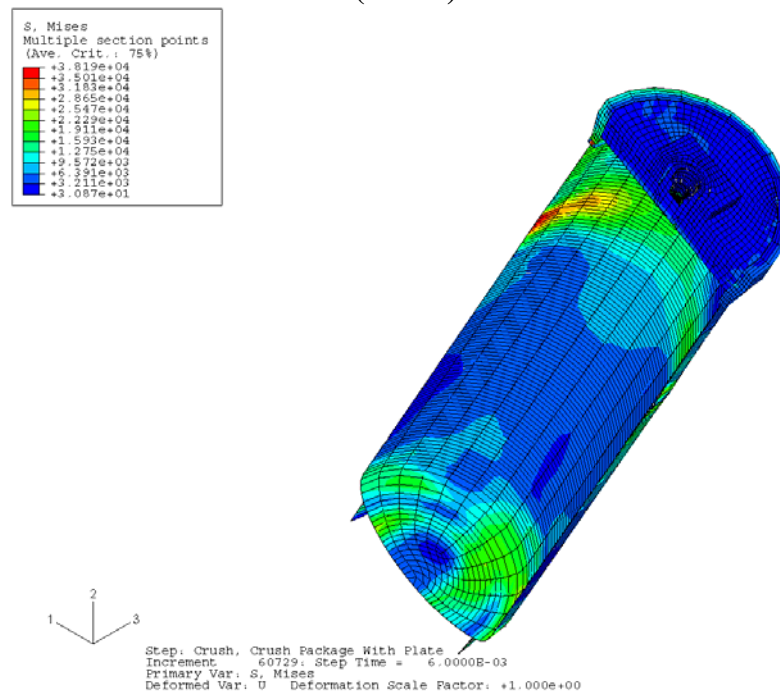 S, Mises
Multiple section points
(Ave. Crit.: 75%)
+3.819e+04
+3.501e+04
+3.183e+04
+2.865e+04
+2.547e+04
+2.229e+04
+1.911e+04
+1.593e+04
+1.275e+04
+9.572e+03
+6.391e+03
+3.211e+03
+3.087e+01
2
1
3
Step: Crush, Crush Package With Plate
Increment 60729: Step Time = 6.0000E-03
Primary Var: S, Mises
Deformed Var: U Deformation Scale Factor: +1.000e+00